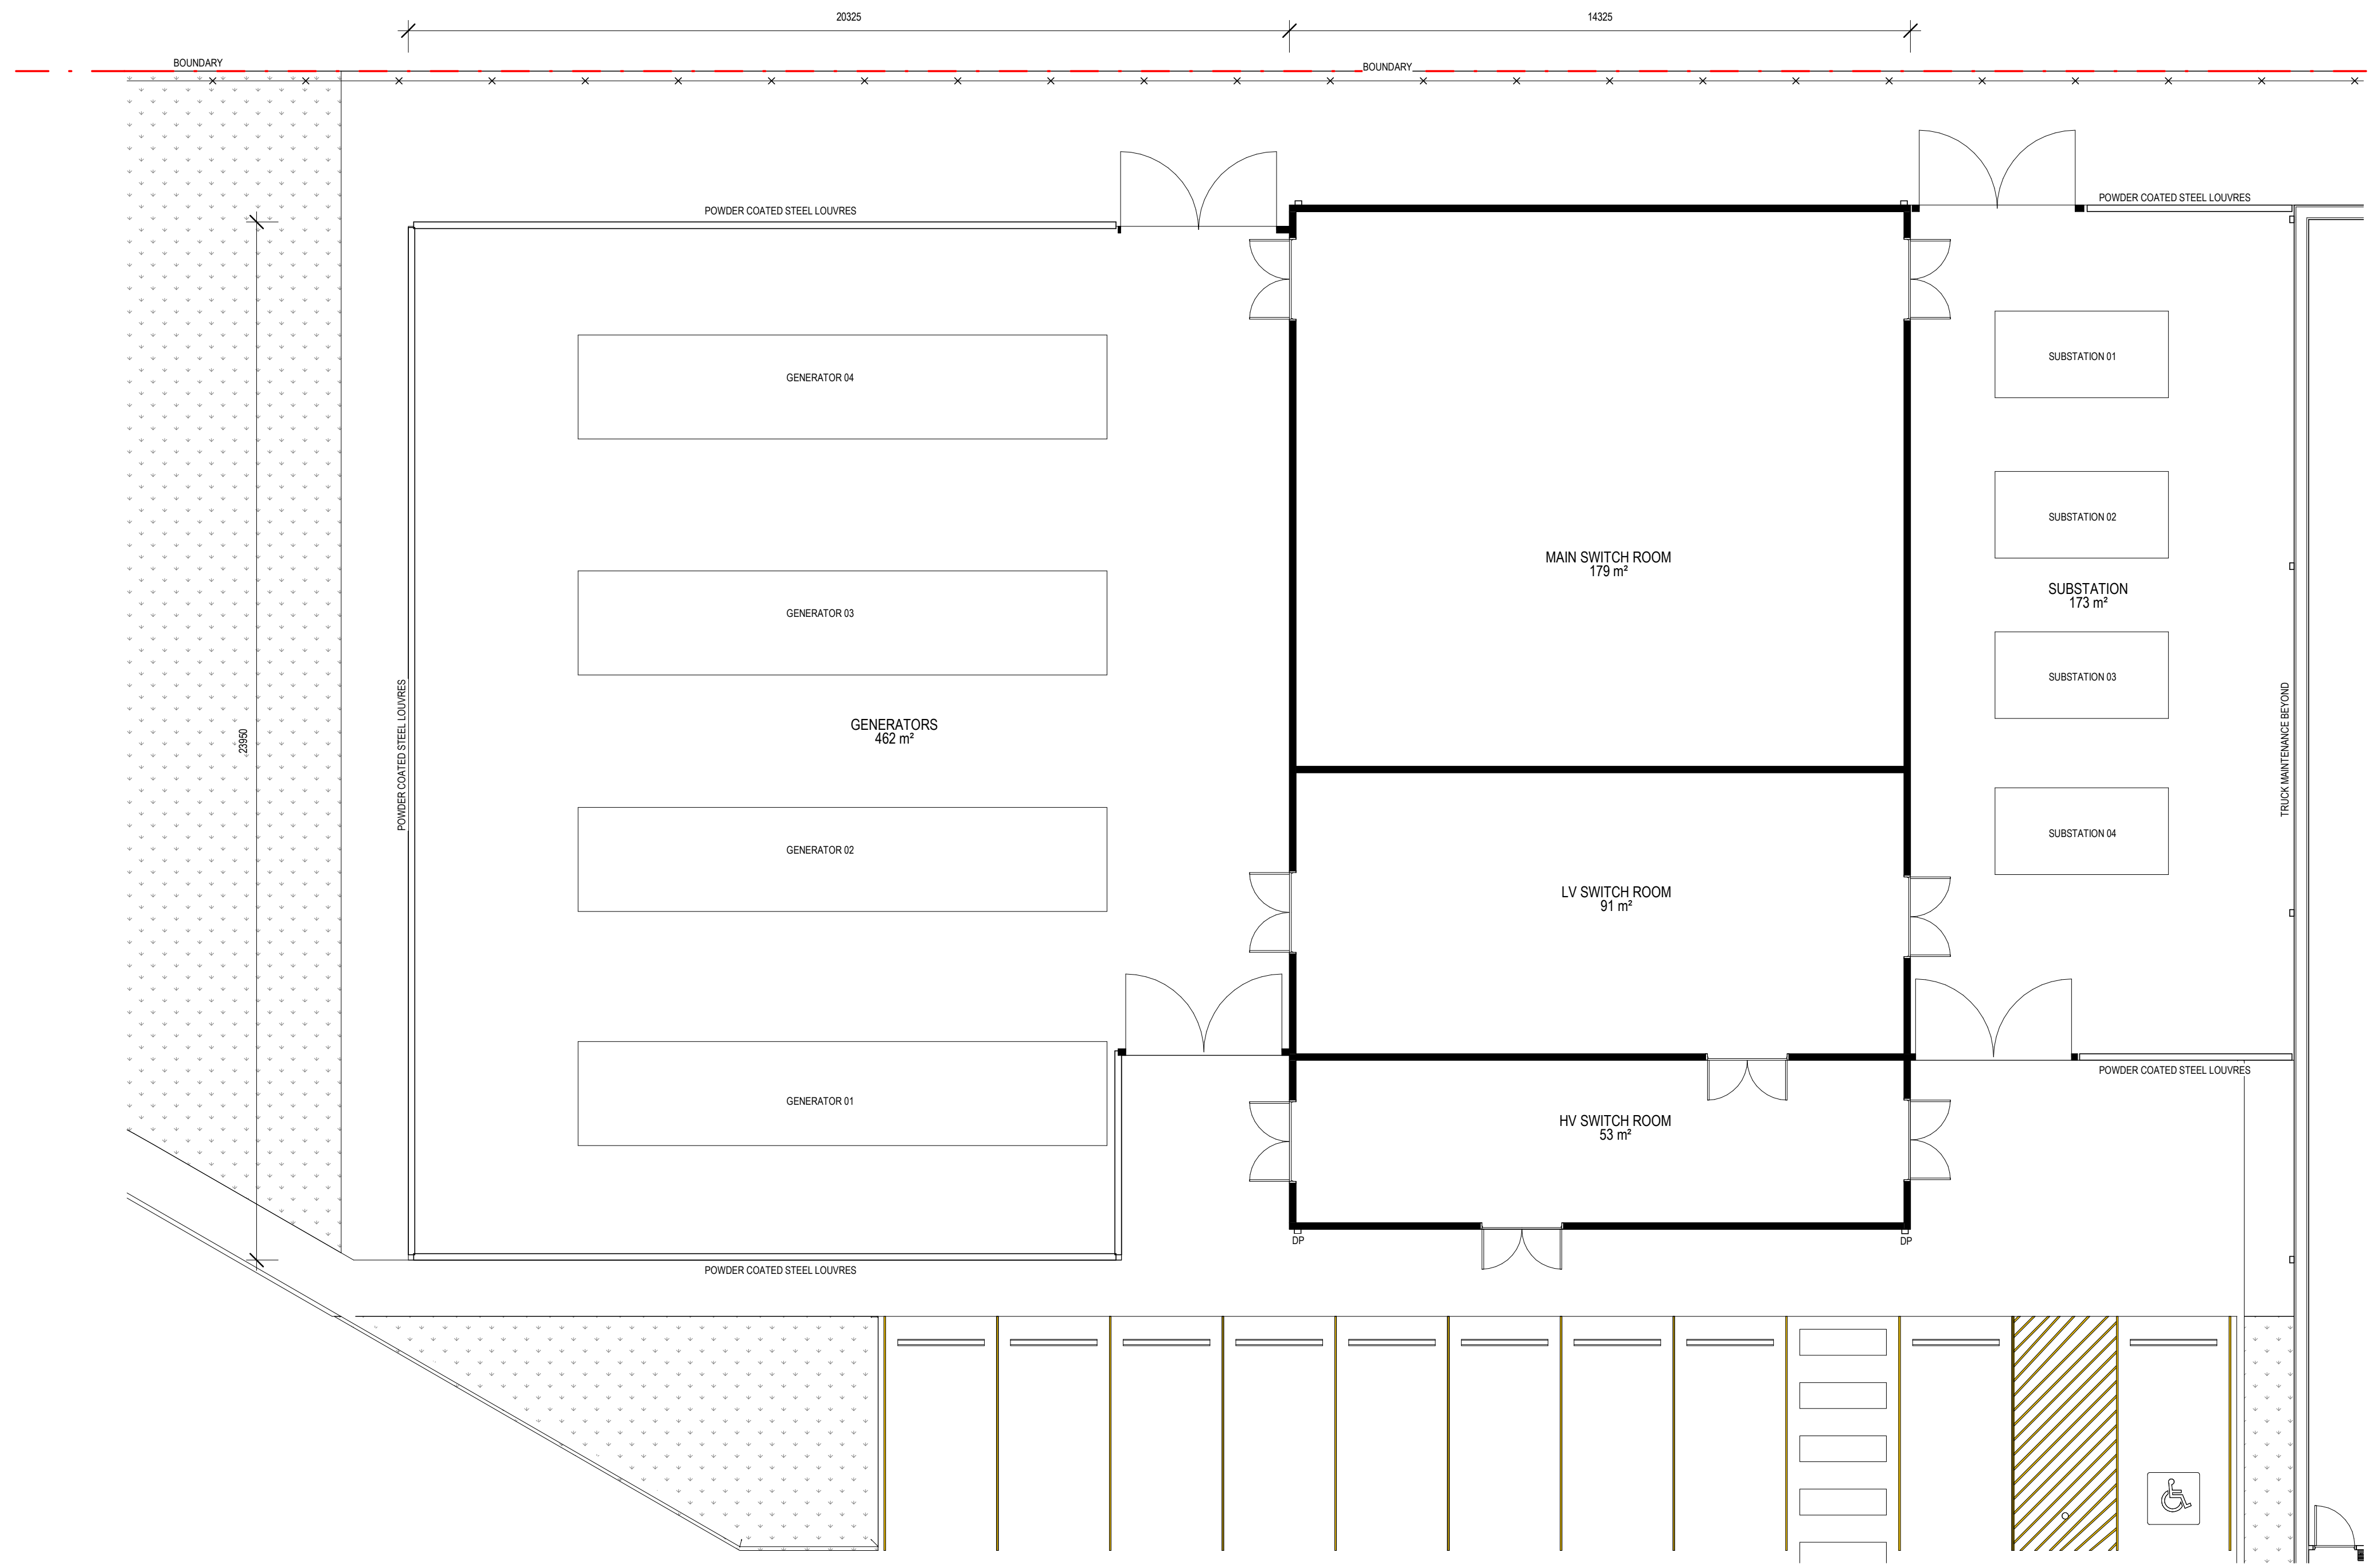 20325
14325
BOUNDARY
BOUNDARY
POWDER COATED STEEL LOUVRES
POWDER COATED STEEL LOUVRES
GENERATOR 04
SUBSTATION 01
SUBSTATION 02
MAIN SWITCH ROOM
179 m²
SUBSTATION
173 m²
GENERATOR 03
SUBSTATION 03
POWDER COATED STEEL LOUVRES
23950
GENERATORS
462 m²
TRUCK MAINTENANCE BEYOND
GENERATOR 02
SUBSTATION 04
LV SWITCH ROOM
91 m²
POWDER COATED STEEL LOUVRES
GENERATOR 01
HV SWITCH ROOM
53 m²
DP
DP
POWDER COATED STEEL LOUVRES